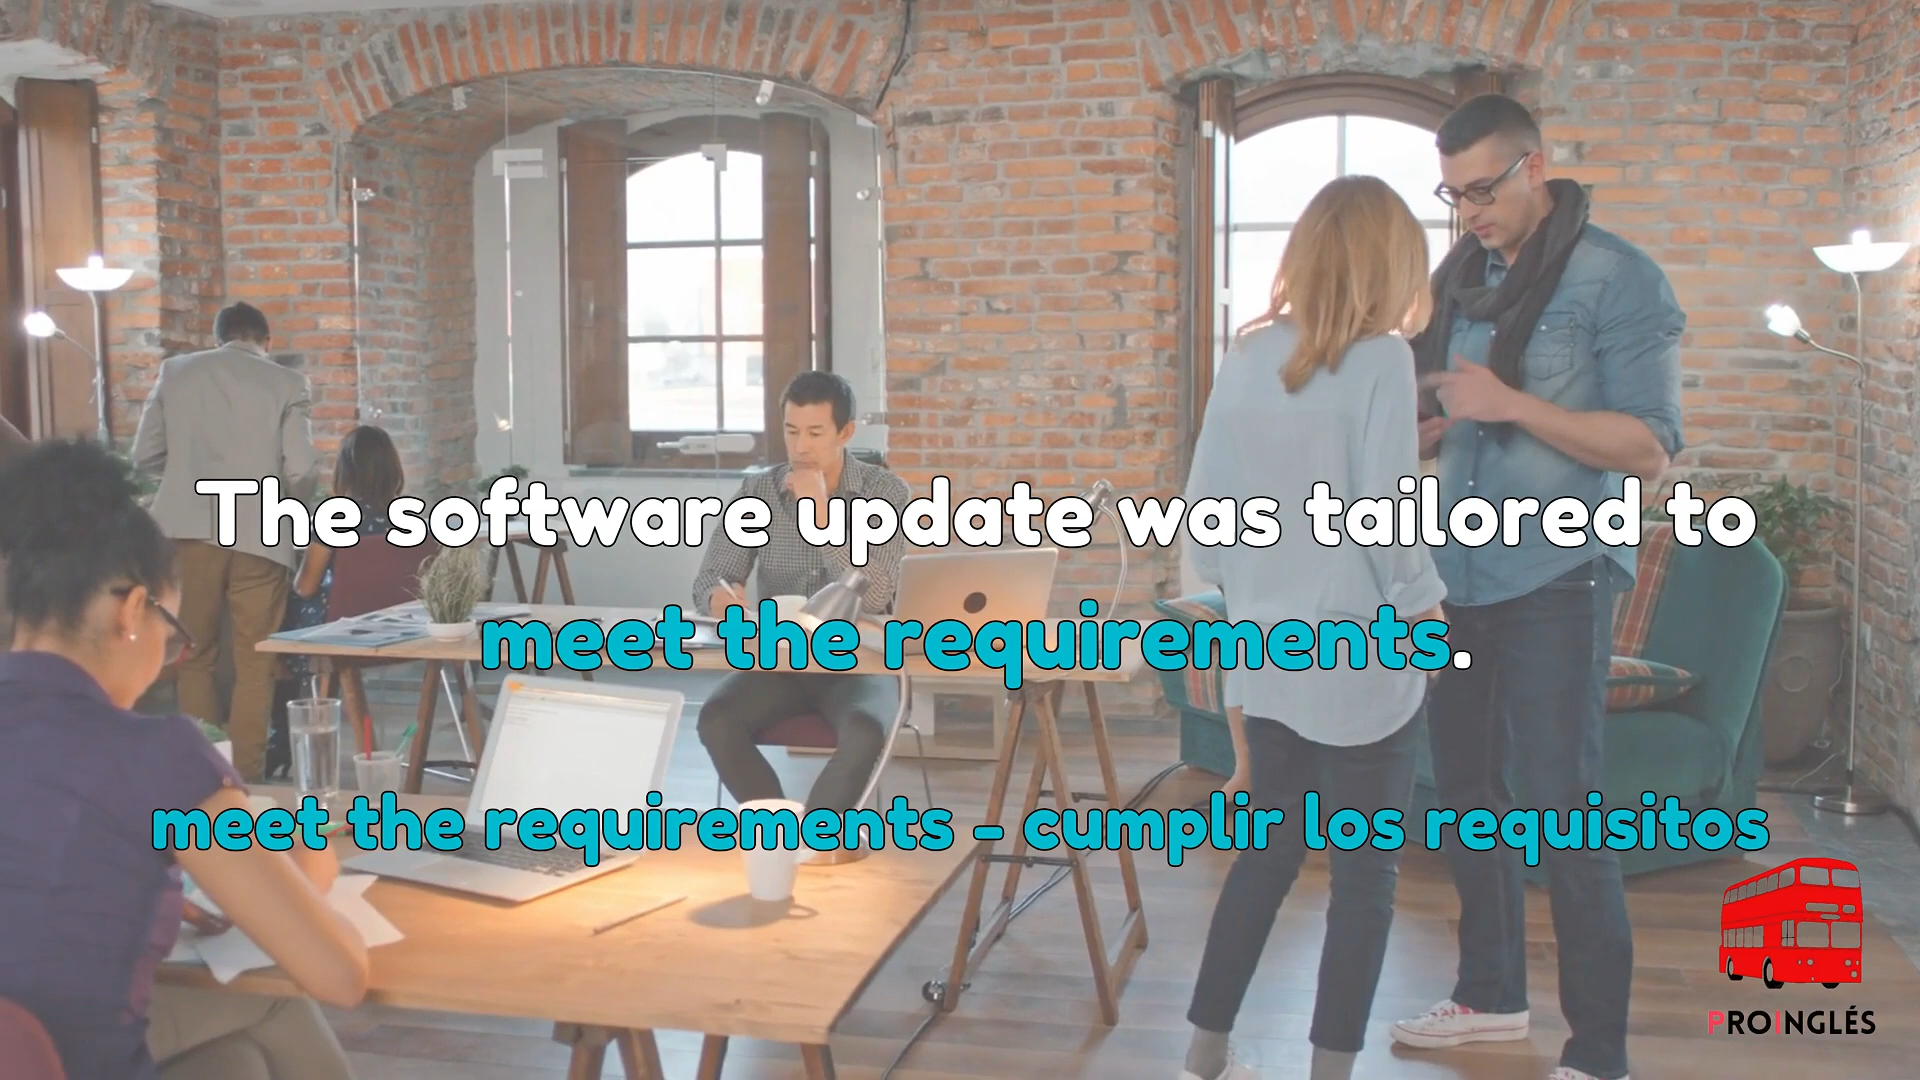 The software update was tailored to
meet the requirements.
meet the requirements - cumplir los requisitos
PROINGLÉS